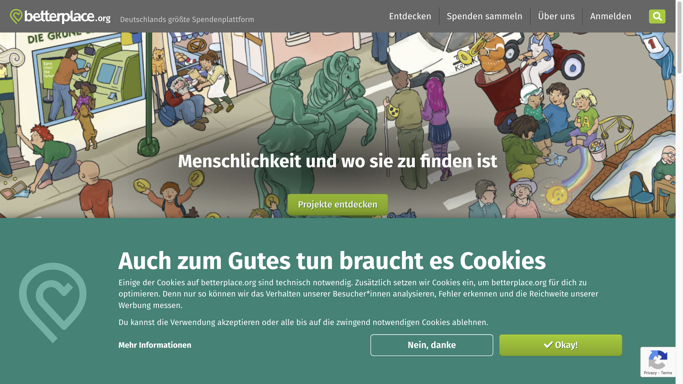 betterplace.org Deutschlands größte Spendenplattform Entdecken Spenden sammeln Über uns Anmelden
DIE GRÜNE
Menschlichkeit und wo sie zu finden ist
Projekte entdecken
Auch zum Gutes tun braucht es Cookies
Einige der Cookies auf betterplace.org sind technisch notwendig. Zusätzlich setzen wir Cookies ein, um betterplace.org für dich zu
optimieren. Denn nur so können wir das Verhalten unserer Besucher*innen analysieren, Fehler erkennen und die Reichweite unserer
Werbung messen.
Du kannst die Verwendung akzeptieren oder alle bis auf die zwingend notwendigen Cookies ablehnen.
Mehr Informationen Nein, danke Okay!
Privacy - Terms